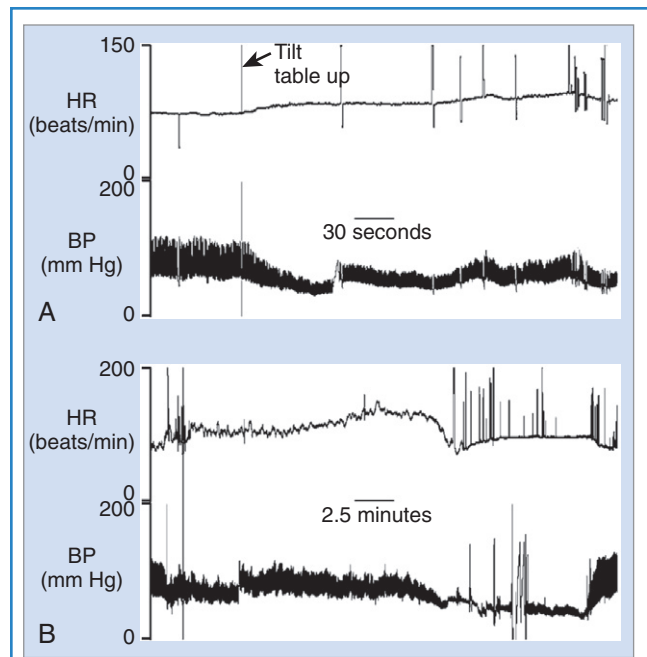 150
Tilt
table up
HR
(beats/min)
0
200
30 seconds
BP
(mm Hg)
A
0
200
HR
(beats/min)
0
200
2.5 minutes
BP
(mm Hg)
B
0